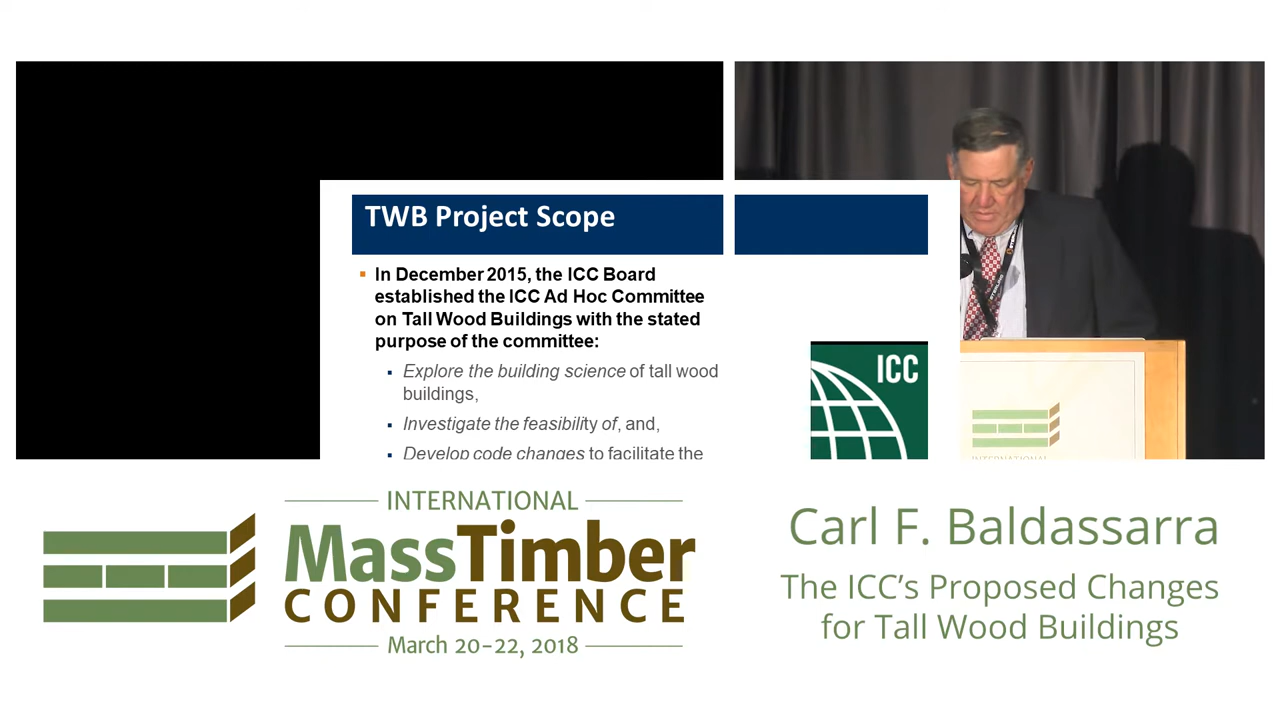 TWB Project Scope
In December 2015, the ICC Board
established the ICC Ad Hoc Committee
on Tall Wood Buildings with the stated
purpose of the committee:
Explore the building science of tall wood
buildings,
Investigate the feasibility of, and,
Develop code changes to facilitate the
ICC
INTERNATIONAL
MassTimber
CONFERENCE
March 20–22, 2018
Carl F. Baldassarra
The ICC’s Proposed Changes
for Tall Wood Buildings